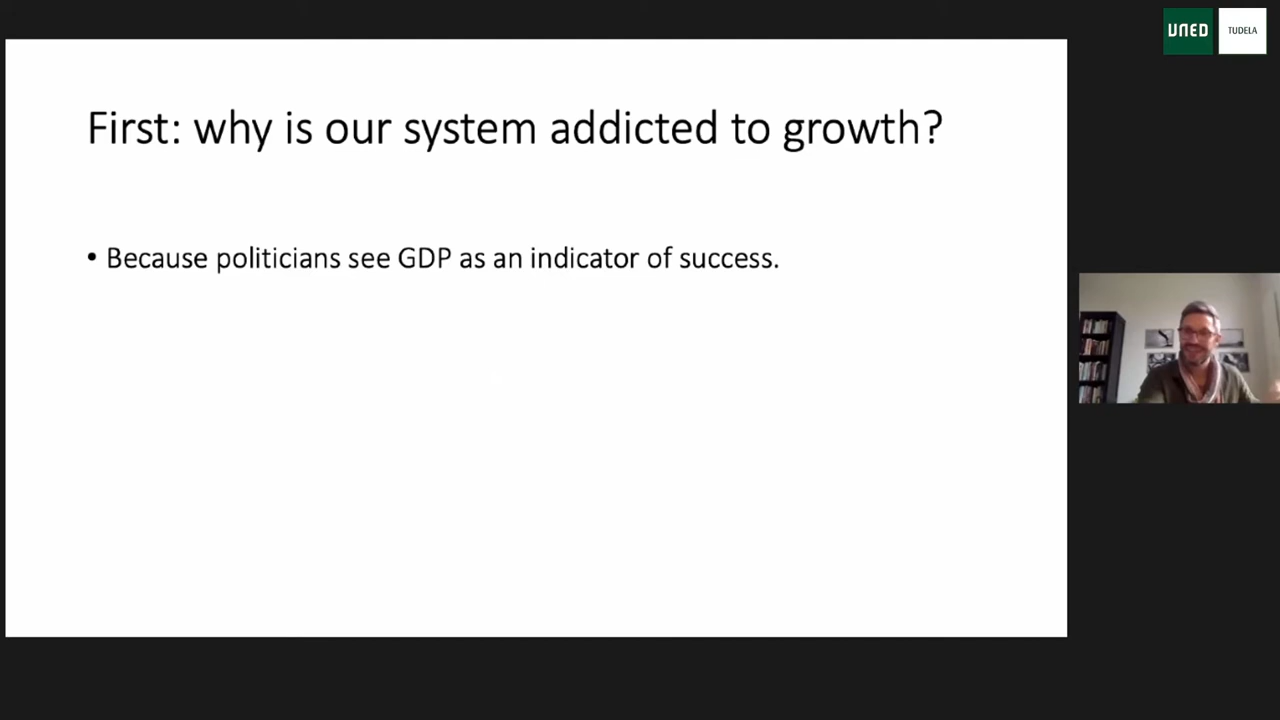 UNED
TUDELA
First: why is our system addicted to growth?
• Because politicians see GDP as an indicator of success.